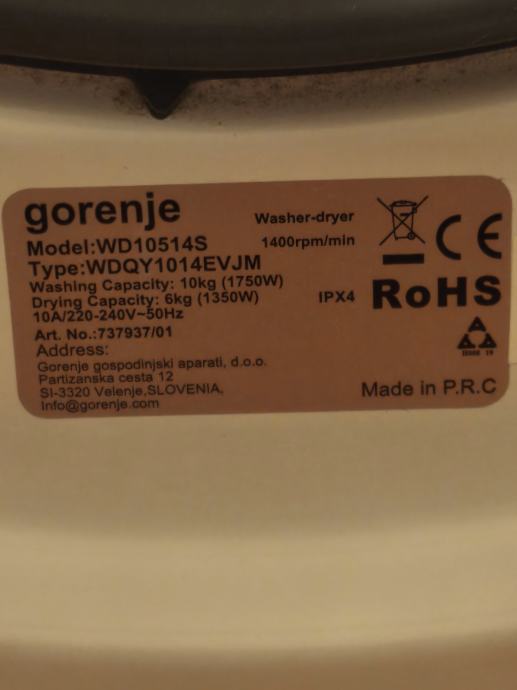 gorenje
Washer-dryer
Model:WD10514S
1400rpm/min
Type:WDQY1014EVJM
Washing Capacity: 10kg (1750W)
Drying Capacity: 6kg (1350W)
IPX4
CE
RoHS
10A/220-240V~50Hz
Art. No.:737937/01
Address:
Gorenje gospodinjski aparati, d.o.o.
Partizanska cesta 12
SI-3320 Velenje,SLOVENIA,
Info@gorenje.com
Made in P.R.C